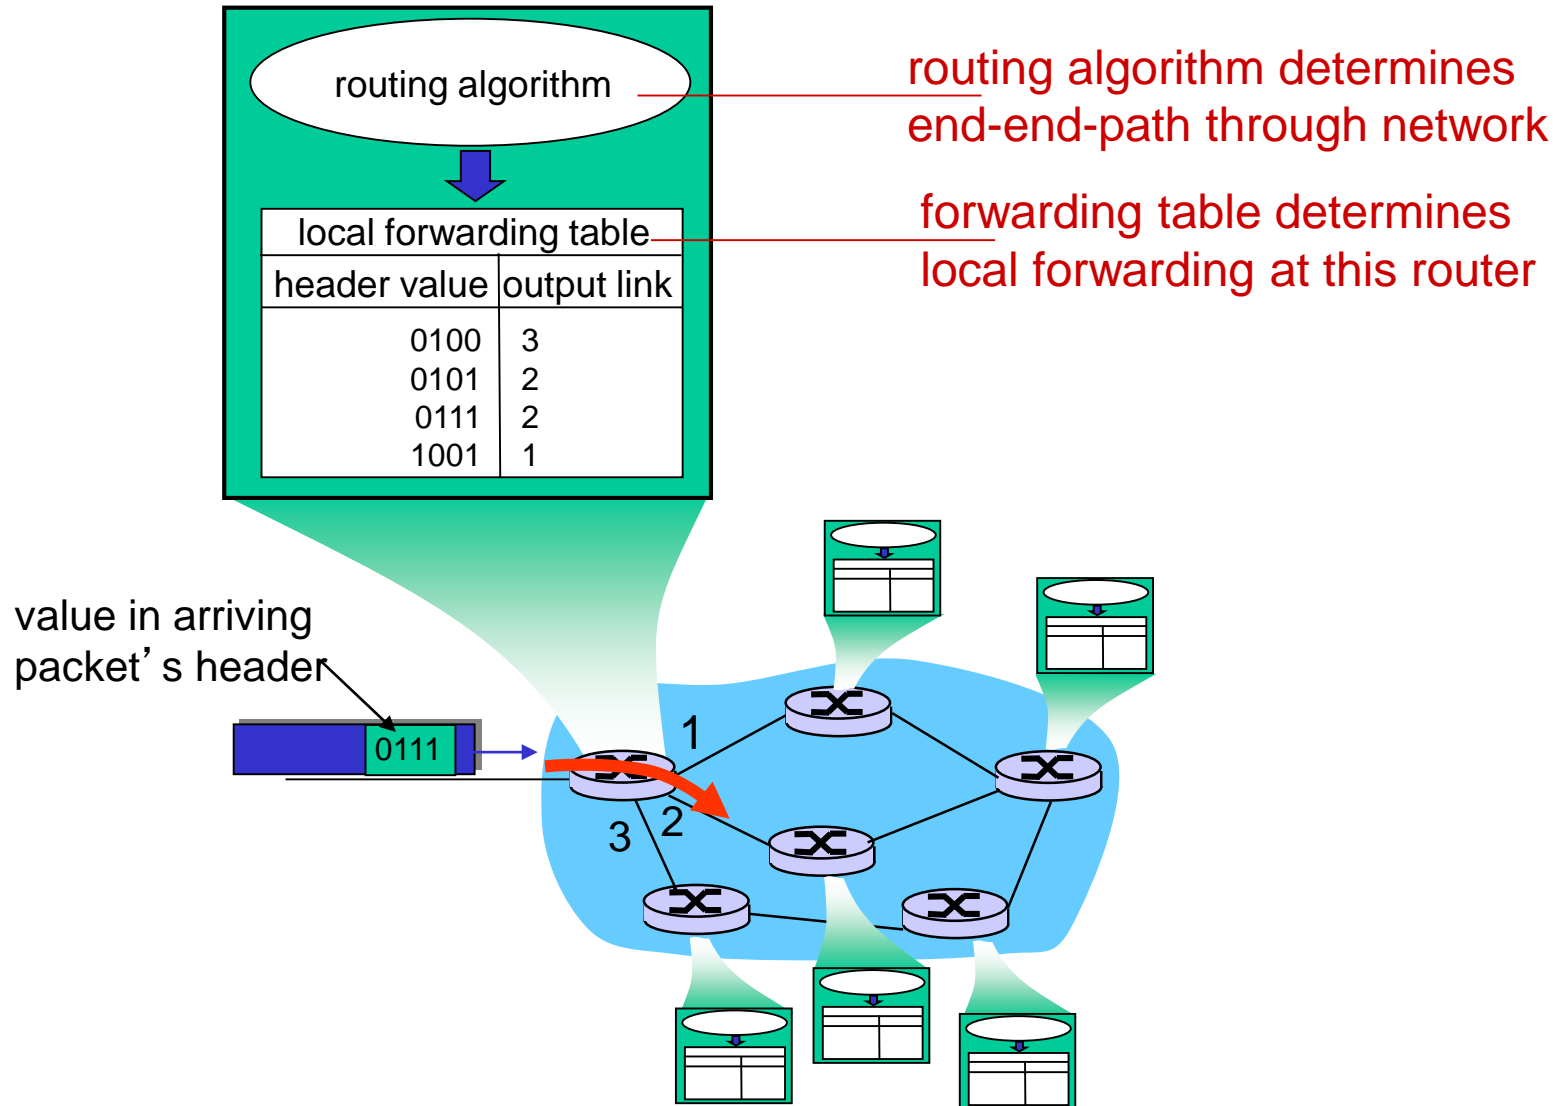 routing algorithm
routing algorithm determines
end-end-path through network
local forwarding table
forwarding table determines
local forwarding at this router
header value output link
0100 3
0101 2
0111 2
1001 1
value in arriving
packet’s header
0111
1
2
3